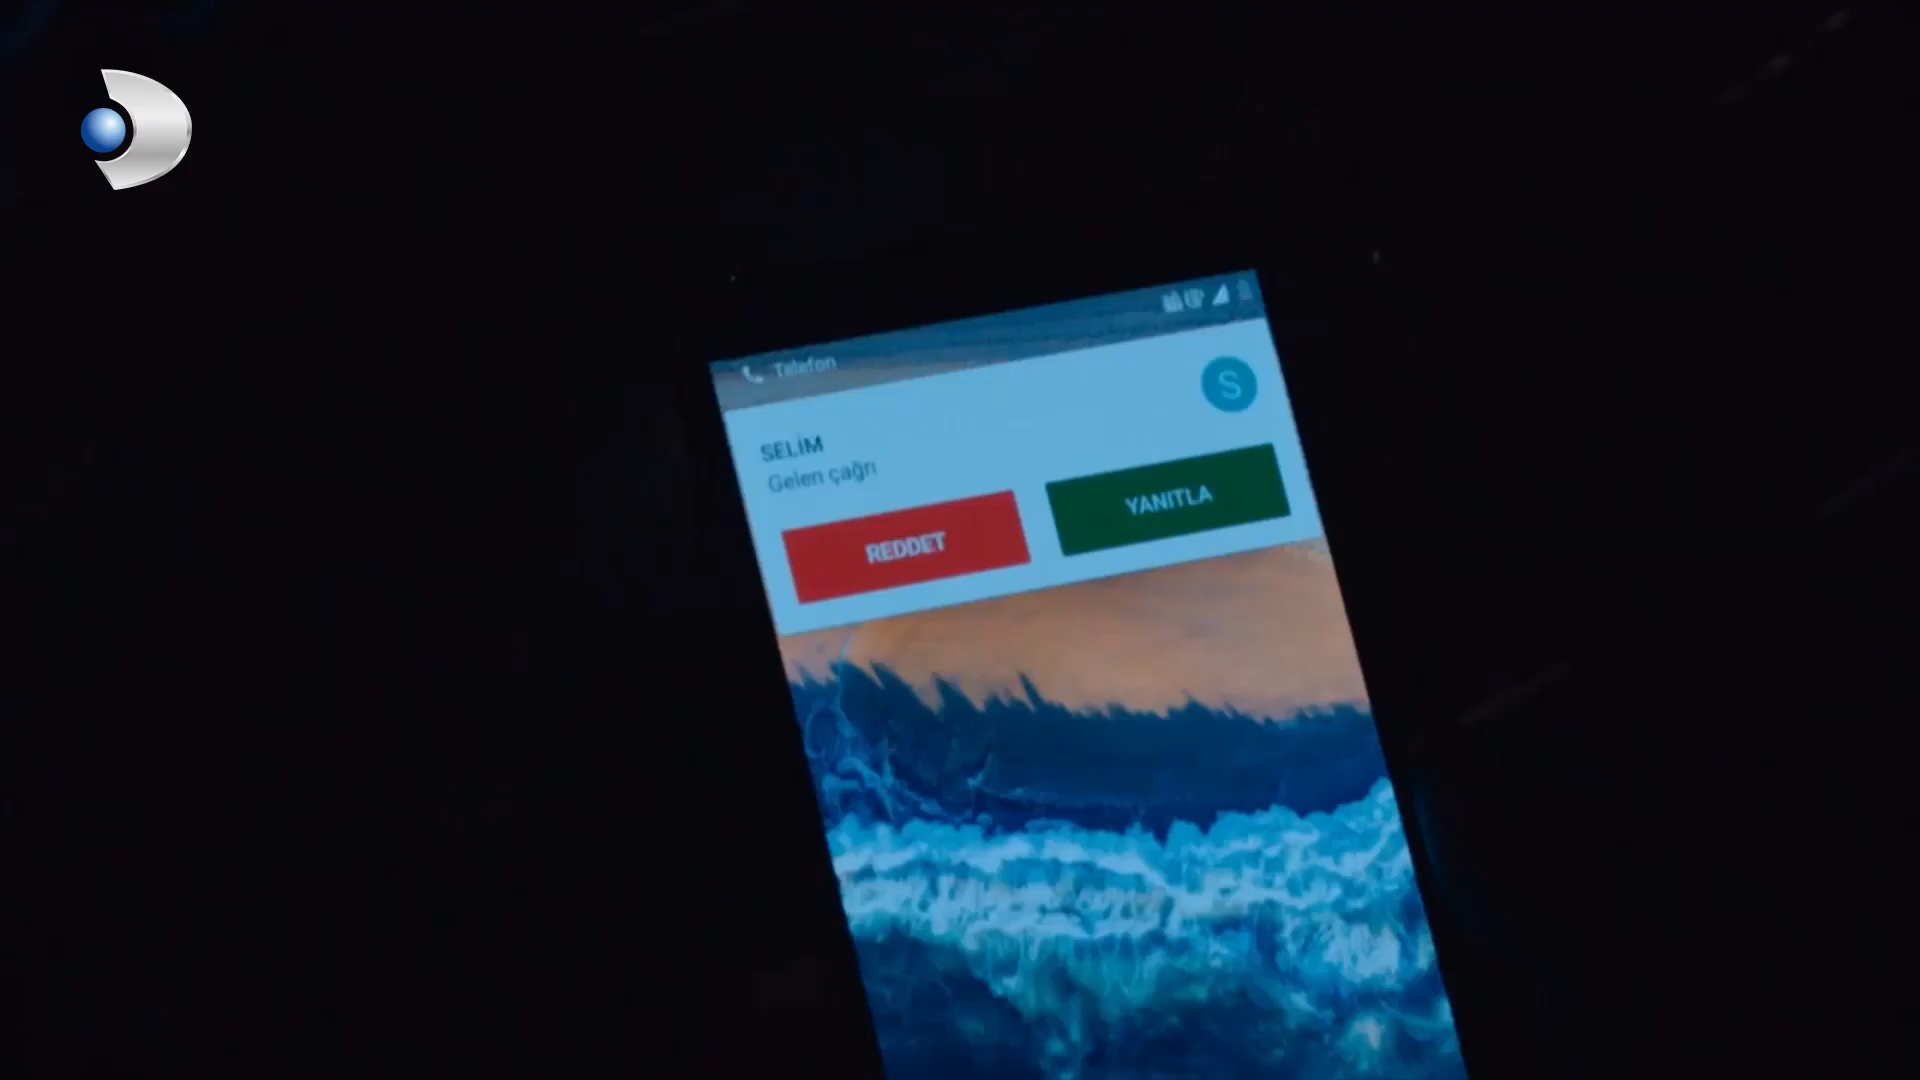 Telefon
S
SELİM
Gelen çağrı
REDDET
YANITLA